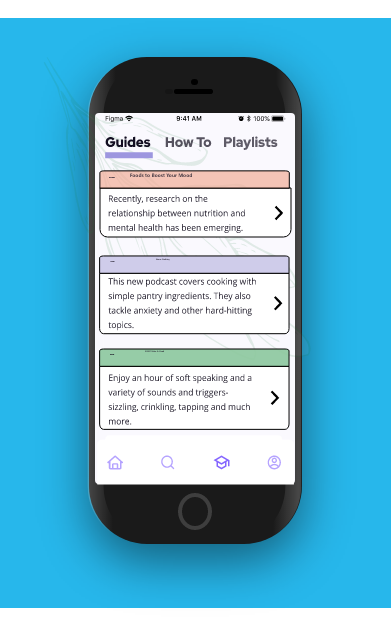 Figma 9:41 AM 100%
Guides How To Playlists
Foods to Boost Your Mood
Recently, research on the
relationship between nutrition and
mental health has been emerging.
This new podcast covers cooking with
simple pantry ingredients. They also
tackle anxiety and other hard-hitting
topics.
Enjoy an hour of soft speaking and a
variety of sounds and triggers-
sizzling, crinkling, tapping and much
more.